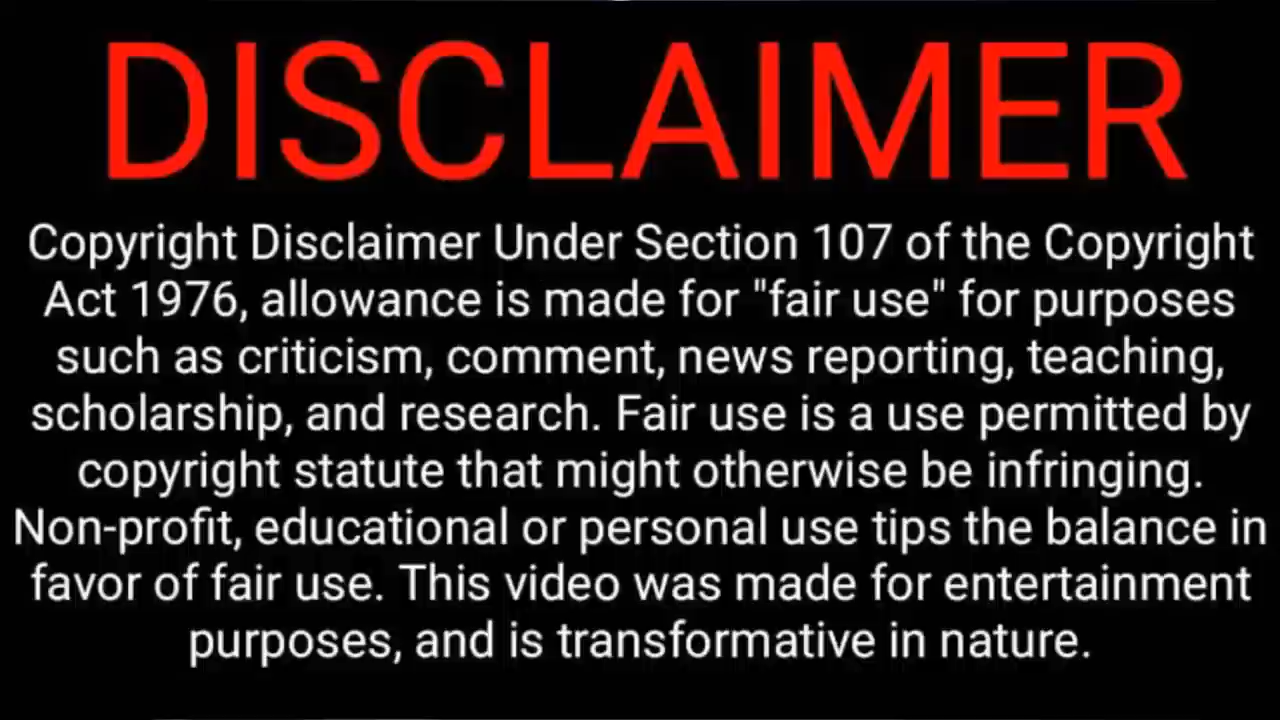 DISCLAIMER
Copyright Disclaimer Under Section 107 of the Copyright
Act 1976, allowance is made for "fair use" for purposes
such as criticism, comment, news reporting, teaching,
scholarship, and research. Fair use is a use permitted by
copyright statute that might otherwise be infringing.
Non-profit, educational or personal use tips the balance in
favor of fair use. This video was made for entertainment
purposes, and is transformative in nature.